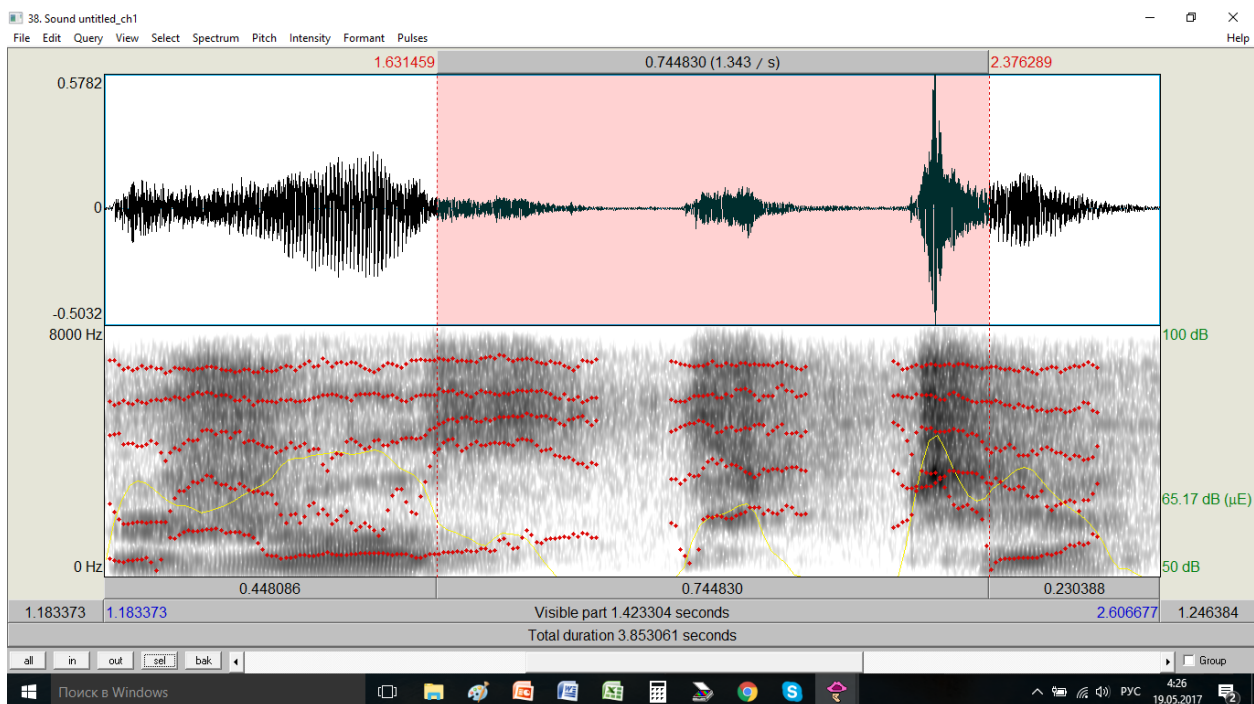 38. Sound untitled_ch1
File Edit Query View Select Spectrum Pitch Intensity Formant Pulses Help
1.631459 0.744830 (1.343 / s) 2.376289
0.5782
0
-0.5032
8000 Hz 100 dB
65.17 dB (µE)
0 Hz 50 dB
0.448086 0.744830 0.230388
1.183373 1.183373 Visible part 1.423304 seconds 2.606677 1.246384
Total duration 3.853061 seconds
all in out sel bak Group
Поиск в Windows РУС 4:26
19.05.2017 2